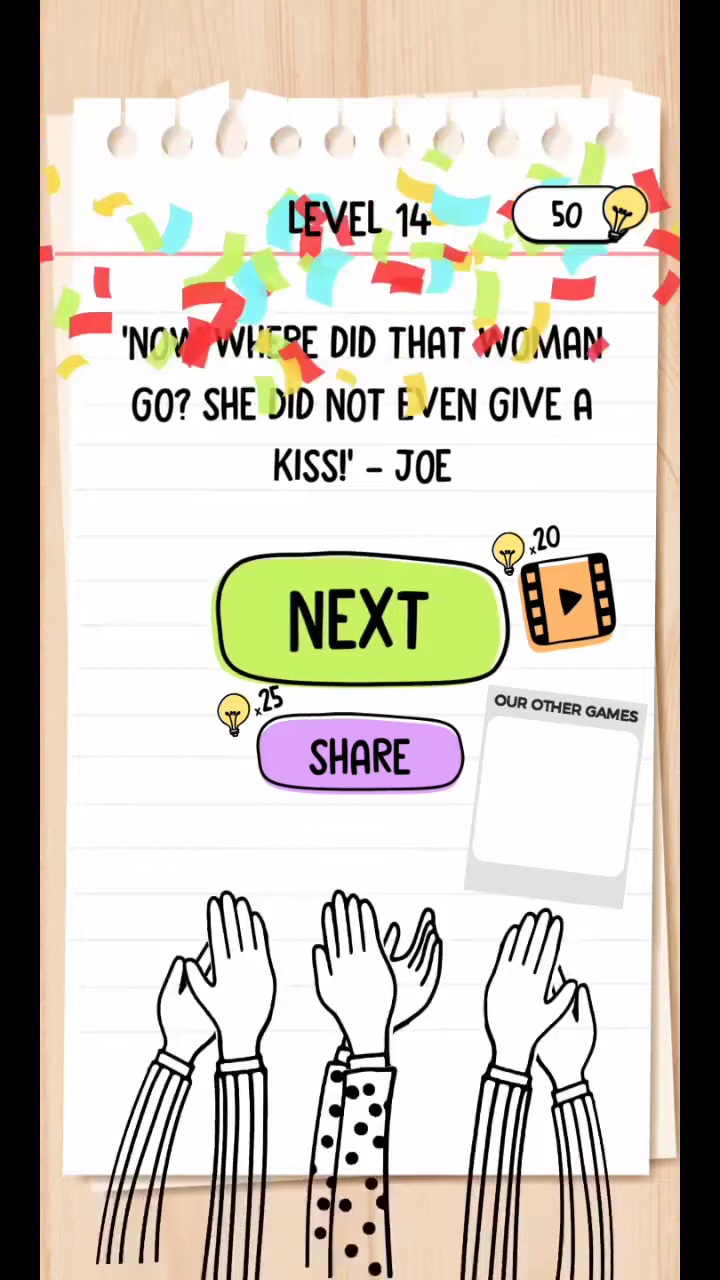 LEVEL 14
50
'NOW WHERE DID THAT WOMAN
GO? SHE DID NOT EVEN GIVE A
KISS!' - JOE
x20
NEXT
x25
SHARE
OUR OTHER GAMES